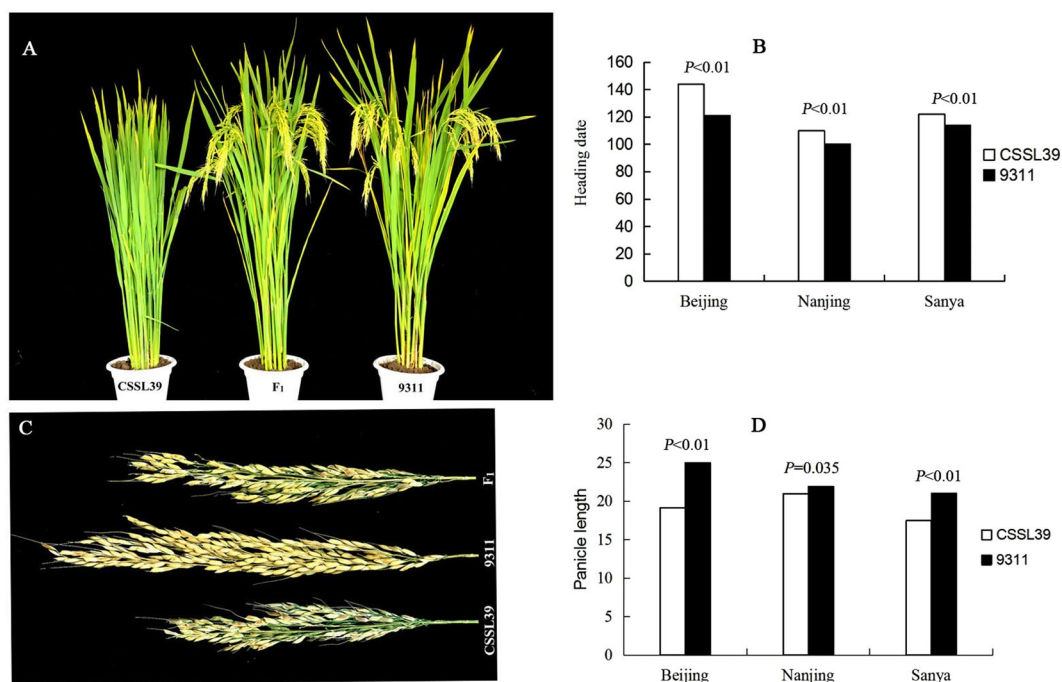 A
CSSL39
F1
9311
B
160
140
120
100
80
60
40
20
0
Heading date
P<0.01
P<0.01
P<0.01
Beijing
Nanjing
Sanya
CSSL39
9311
C
F1
9311
CSSL39
D
30
25
20
15
10
5
0
Panicle length
P<0.01
P=0.035
P<0.01
Beijing
Nanjing
Sanya
CSSL39
9311